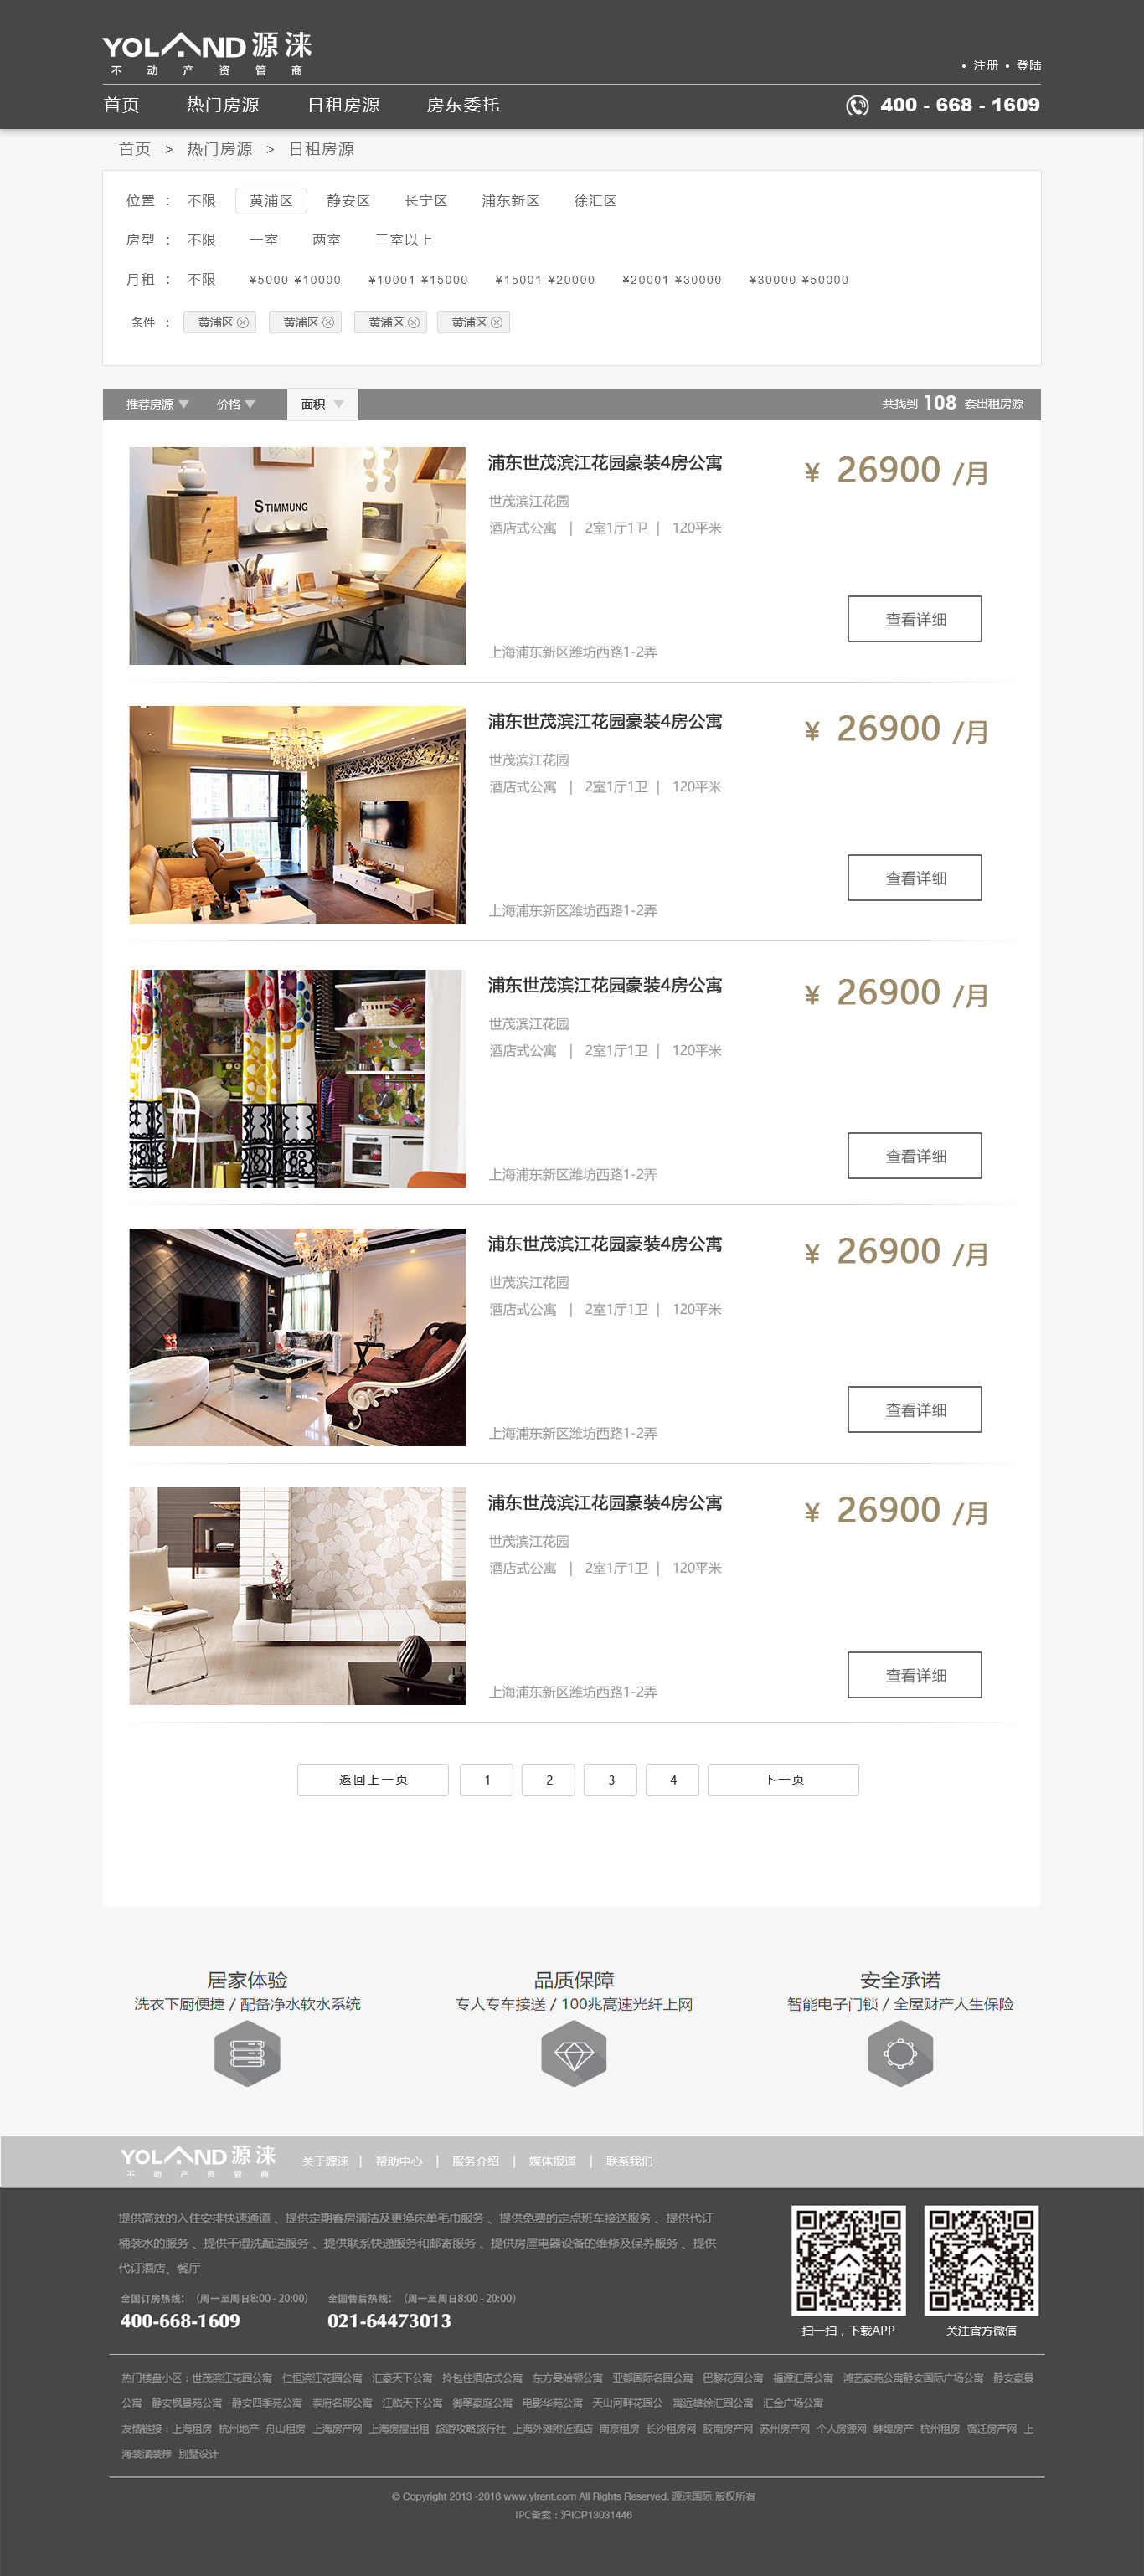 YOLAND源涞
不动产资管商
• 注册 • 登陆
首页 热门房源 日租房源 房东委托 400 - 668 - 1609
首页 > 热门房源 > 日租房源
位置 : 不限 黄浦区 静安区 长宁区 浦东新区 徐汇区
房型 : 不限 一室 两室 三室以上
月租 : 不限 ¥5000-¥10000 ¥10001-¥15000 ¥15001-¥20000 ¥20001-¥30000 ¥30000-¥50000
条件 : 黄浦区 黄浦区 黄浦区 黄浦区
推荐房源 价格 面积 共找到 108 套出租房源
STIMMUNG
浦东世茂滨江花园豪装4房公寓 ¥ 26900 /月
世茂滨江花园
酒店式公寓 | 2室1厅1卫 | 120平米
查看详细
上海浦东新区潍坊西路1-2弄
浦东世茂滨江花园豪装4房公寓 ¥ 26900 /月
世茂滨江花园
酒店式公寓 | 2室1厅1卫 | 120平米
查看详细
上海浦东新区潍坊西路1-2弄
浦东世茂滨江花园豪装4房公寓 ¥ 26900 /月
世茂滨江花园
酒店式公寓 | 2室1厅1卫 | 120平米
查看详细
上海浦东新区潍坊西路1-2弄
浦东世茂滨江花园豪装4房公寓 ¥ 26900 /月
世茂滨江花园
酒店式公寓 | 2室1厅1卫 | 120平米
查看详细
上海浦东新区潍坊西路1-2弄
浦东世茂滨江花园豪装4房公寓 ¥ 26900 /月
世茂滨江花园
酒店式公寓 | 2室1厅1卫 | 120平米
查看详细
上海浦东新区潍坊西路1-2弄
返回上一页 1 2 3 4 下一页
居家体验 品质保障 安全承诺
洗衣下厨便捷 / 配备净水软水系统 专人专车接送 / 100兆高速光纤上网 智能电子门锁 / 全屋财产人生保险
YOLAND源涞
不动产资管商
关于源涞 | 帮助中心 | 服务介绍 | 媒体报道 | 联系我们
提供高效的入住安排快速通道 、提供定期客房清洁及更换床单毛巾服务 、提供免费的定点班车接送服务 、提供代订
桶装水的服务 、提供干湿洗配送服务 、提供联系快递服务和邮寄服务 、提供房屋电器设备的维修及保养服务 、提供
代订酒店、餐厅
全国订房热线: （周一至周日8:00 - 20:00） 全国售后热线: （周一至周日8:00 - 20:00）
400-668-1609 021-64473013
扫一扫，下载APP 关注官方微信
热门楼盘小区：世茂滨江花园公寓 仁恒滨江花园公寓 汇豪天下公寓 拎包住酒店式公寓 东方曼哈顿公寓 亚都国际名园公寓 巴黎花园公寓 福源汇居公寓 鸿艺豪苑公寓静安国际广场公寓 静安豪景
公寓 静安枫景苑公寓 静安四季苑公寓 泰府名邸公寓 江临天下公寓 御翠豪庭公寓 电影华苑公寓 天山河畔花园公 寓远雄徐汇园公寓 汇金广场公寓
友情链接：上海租房 杭州地产 舟山租房 上海房产网 上海房屋出租 旅游攻略旅行社 上海外滩附近酒店 南京租房 长沙租房网 胶南房产网 苏州房产网 个人房源网 蚌埠房产 杭州租房 宿迁房产网 上
海装潢装修 别墅设计
© Copyright 2013 -2016 www.ylrent.com All Rights Reserved. 源涞国际 版权所有
IPC备案：沪ICP13031446